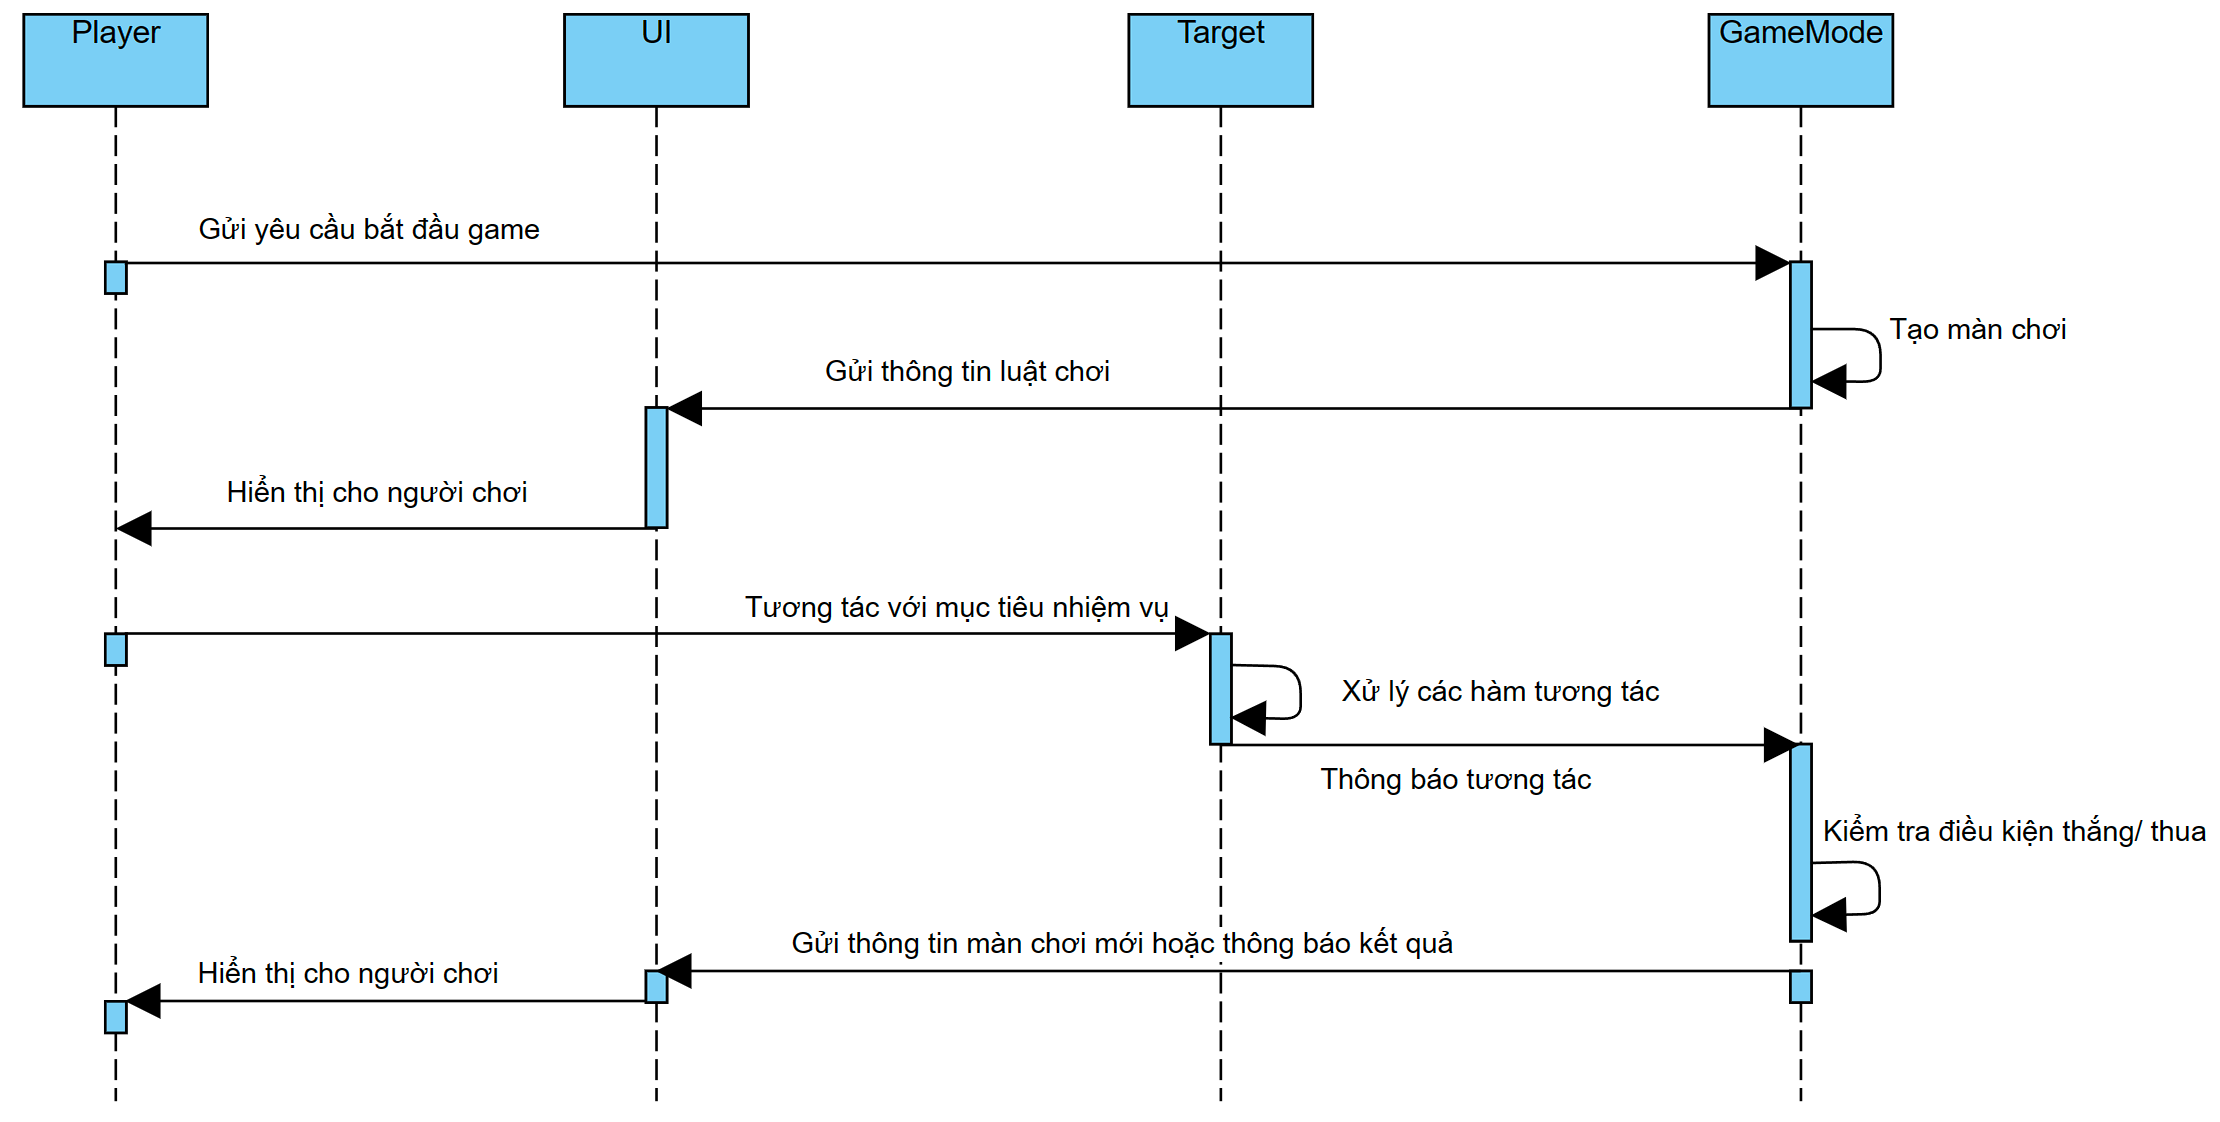 Player
UI
Target
GameMode
Gửi yêu cầu bắt đầu game
Tạo màn chơi
Gửi thông tin luật chơi
Hiển thị cho người chơi
Tương tác với mục tiêu nhiệm vụ
Xử lý các hàm tương tác
Thông báo tương tác
Kiểm tra điều kiện thắng/ thua
Gửi thông tin màn chơi mới hoặc thông báo kết quả
Hiển thị cho người chơi